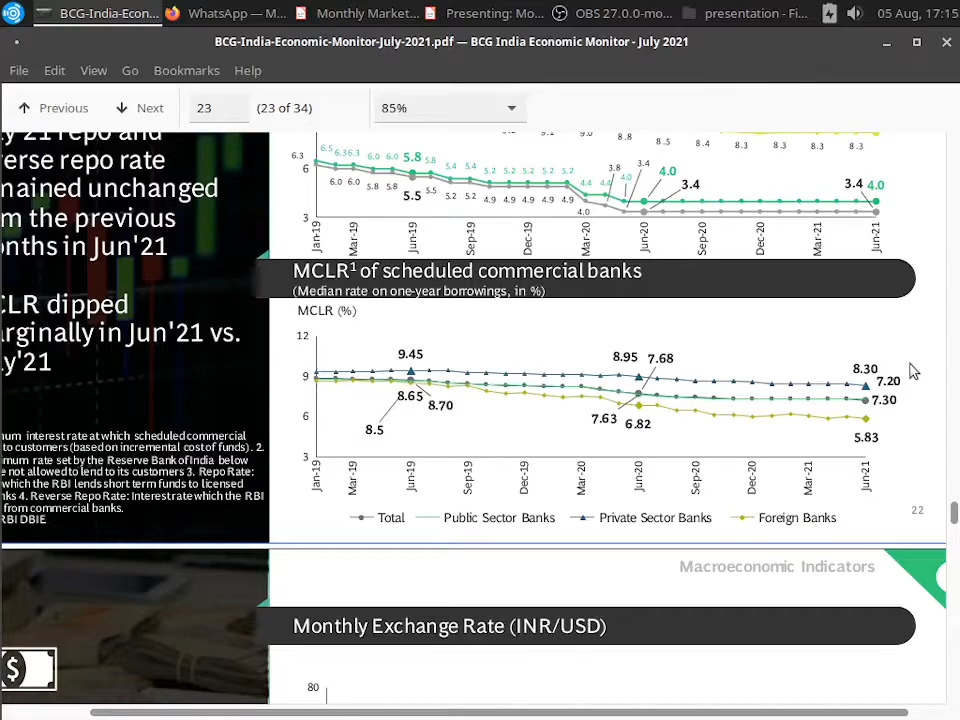 BCG-India-Econ...
WhatsApp — M...
Monthly Market...
Presenting: Mo...
OBS 27.0.0-mo...
presentation - Fi...
05 Aug, 17:15
BCG-India-Economic-Monitor-July-2021.pdf — BCG India Economic Monitor - July 2021
File Edit View Go Bookmarks Help
Previous Next 23 (23 of 34) 85%
y 21 repo and
erse repo rate
mained unchanged
m the previous
onths in Jun'21
CLR dipped
arginally in Jun'21 vs.
y'21
num interest rate at which scheduled commercial
to customers (based on incremental cost of funds). 2.
mum rate set by the Reserve Bank of India below
e not allowed to lend to its customers 3. Repo Rate:
which the RBI lends short term funds to licensed
nks 4. Reverse Repo Rate: Interest rate which the RBI
from commercial banks.
RBI DBIE
9.0 8.8 8.5 8.4 8.3 8.3 8.3
6.3 6.5 6.3 6.3 6.0 6.0 5.8 5.8 5.4 5.4 5.2 5.2 5.2 5.2 5.2 4.4 4.4 3.8 4.0 3.4 4.0 3.4 3.4 4.0
6 6.0 6.0 5.8 5.8 5.5 5.5 5.2 5.2 4.9 4.9 4.9 4.9 4.9 4.0
3
Jan-19 Mar-19 Jun-19 Sep-19 Dec-19 Mar-20 Jun-20 Sep-20 Dec-20 Mar-21 Jun-21
MCLR¹ of scheduled commercial banks
(Median rate on one-year borrowings, in %)
MCLR (%)
12
9.45 8.95 7.68 8.30
9 7.20
8.65 8.70 7.30
6 8.5 7.63 6.82 5.83
3
Jan-19 Mar-19 Jun-19 Sep-19 Dec-19 Mar-20 Jun-20 Sep-20 Dec-20 Mar-21 Jun-21
Total Public Sector Banks Private Sector Banks Foreign Banks
22
Macroeconomic Indicators
Monthly Exchange Rate (INR/USD)
80
$